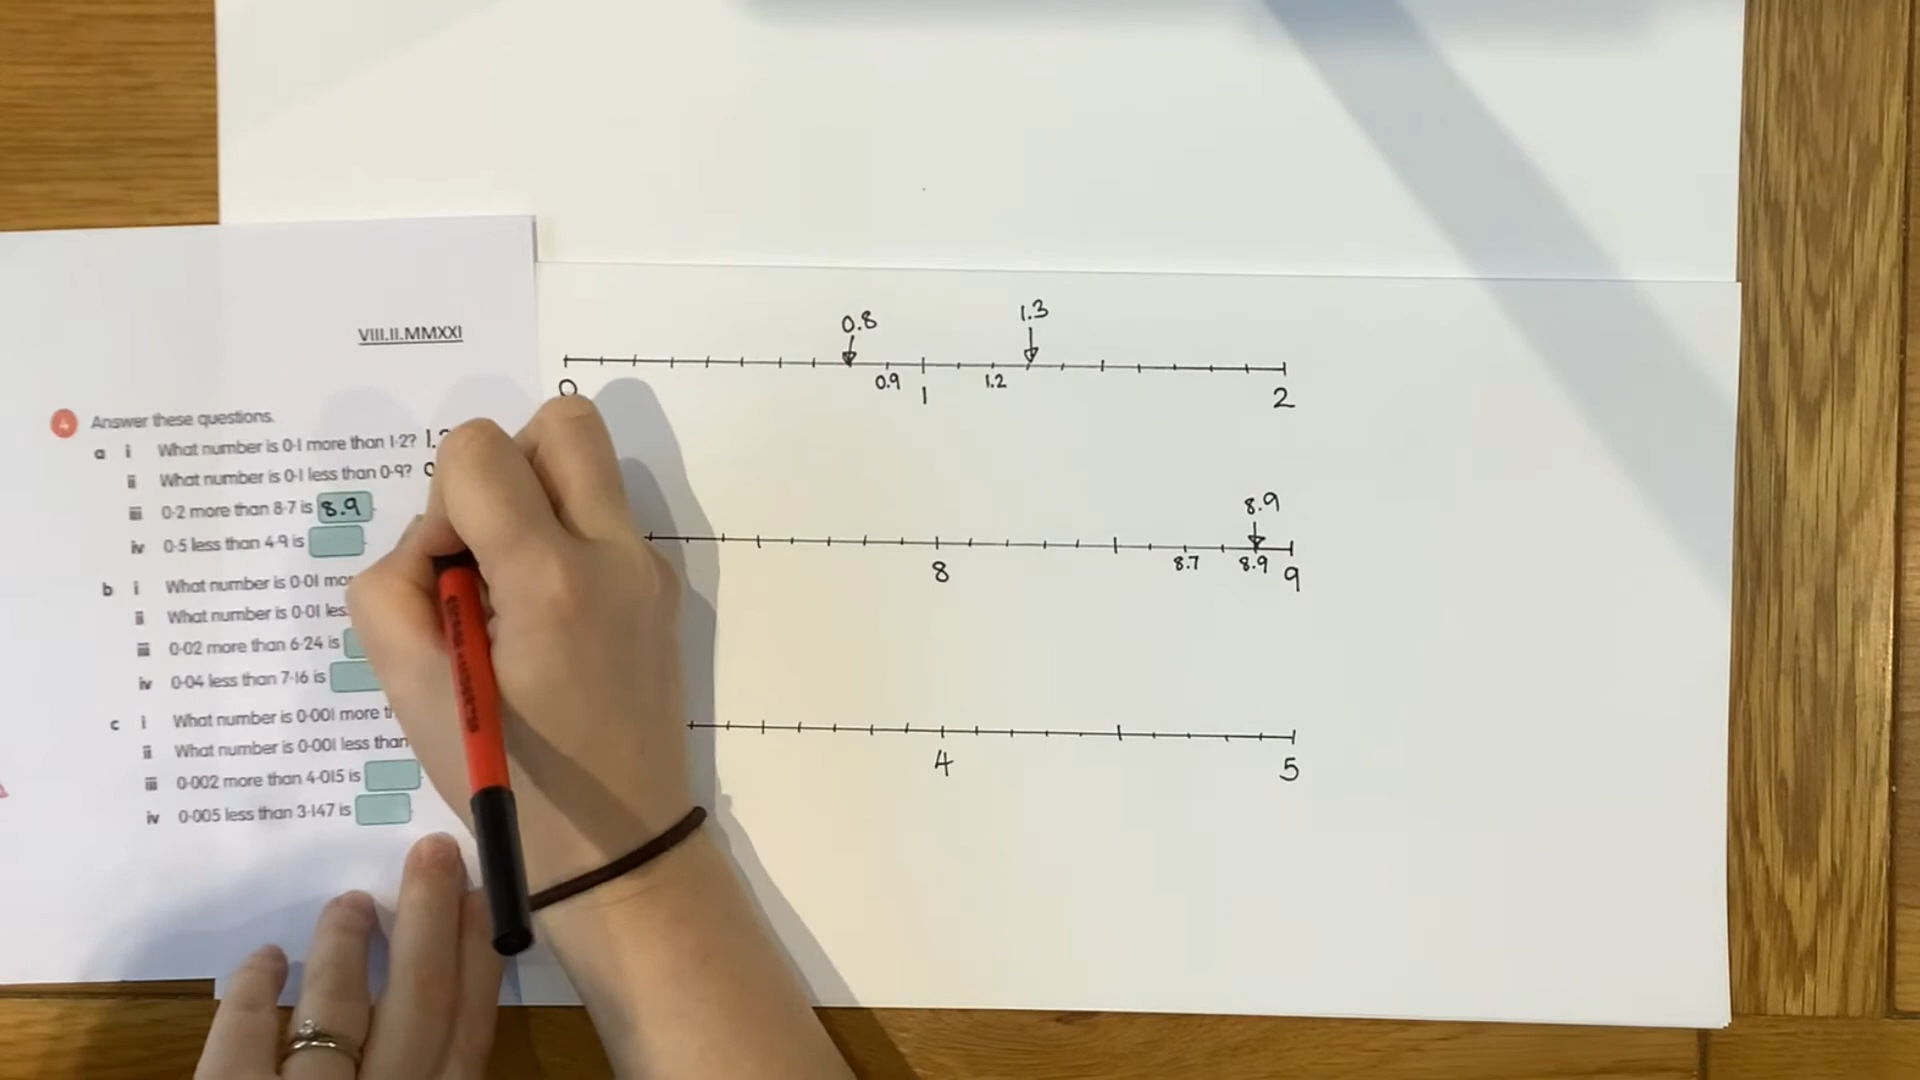 VIII.II.MMXXI
4 Answer these questions.
a i What number is 0·1 more than 1·2?
ii What number is 0·1 less than 0·9?
iii 0·2 more than 8·7 is 8.9
iv 0·5 less than 4·9 is
b i What number is 0·01
ii What number is 0·01
iii 0·02 more than 6·24 is
iv 0·04 less than 7·16 is
c i What number is 0·001 more
ii What number is 0·001 less than
iii 0·002 more than 4·015 is
iv 0·005 less than 3·147 is
0.8 1.3
0 0.9 1 1.2 2
8.9
8 8.7 8.9 9
4 5